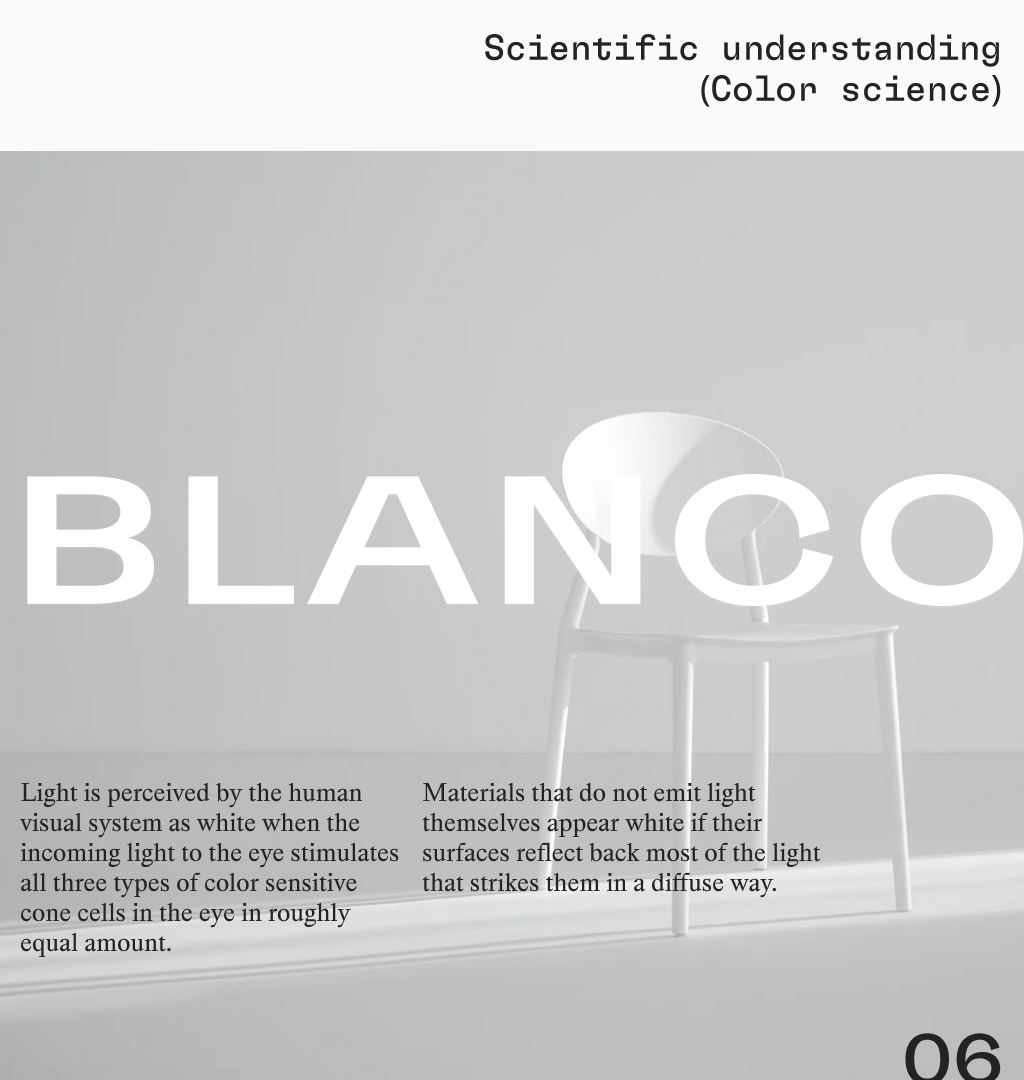 Scientific understanding
(Color science)
BLANCO
Light is perceived by the human
visual system as white when the
incoming light to the eye stimulates
all three types of color sensitive
cone cells in the eye in roughly
equal amount.
Materials that do not emit light
themselves appear white if their
surfaces reflect back most of the light
that strikes them in a diffuse way.
06